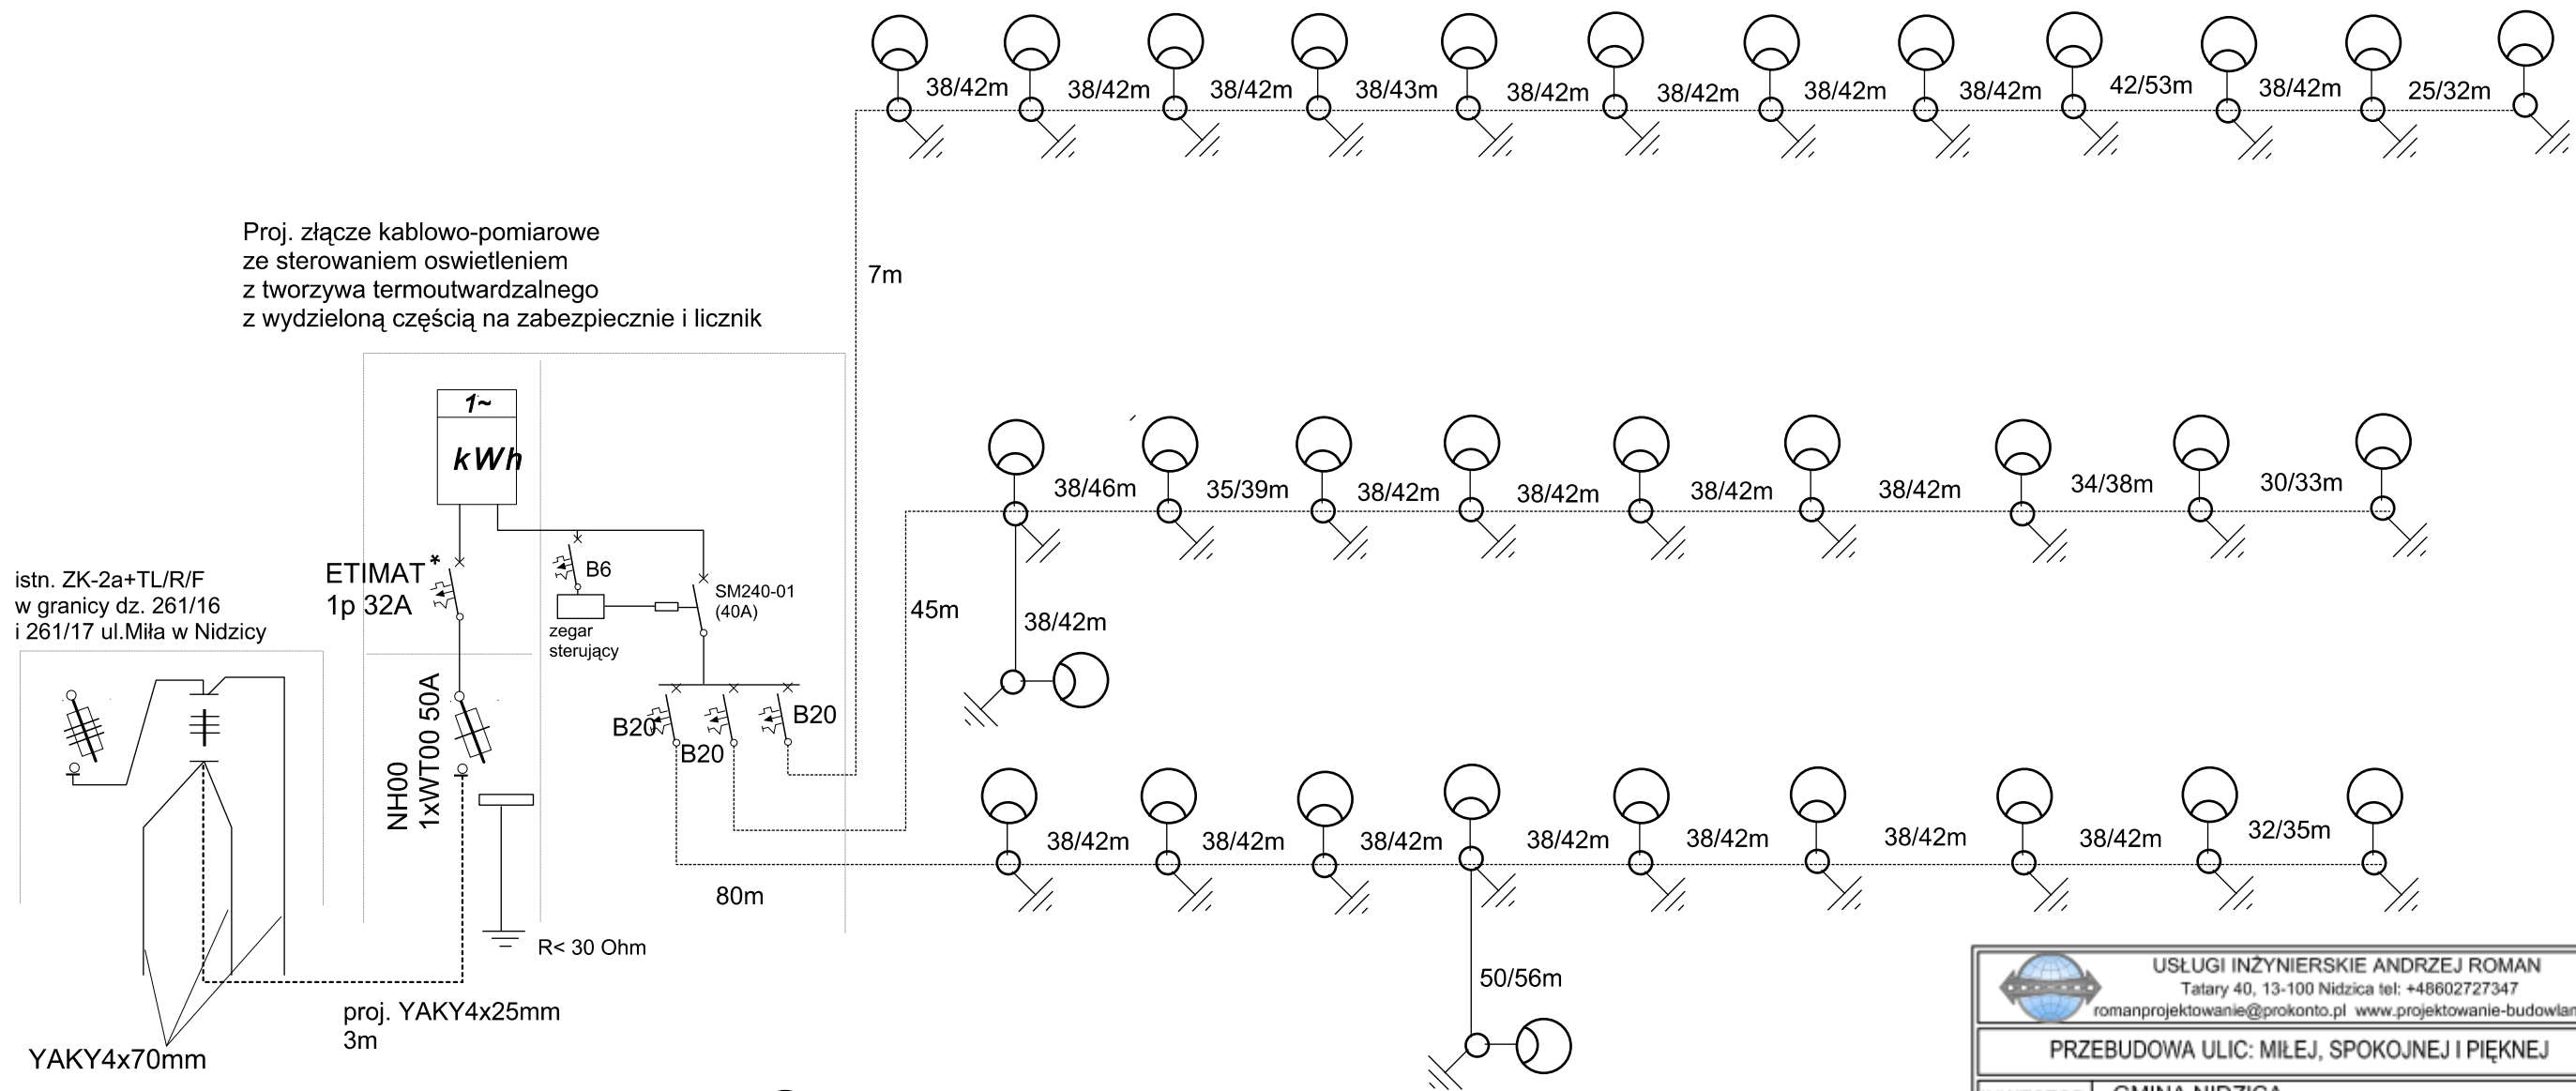 38/42m 38/42m 38/42m 38/43m 38/42m 38/42m 38/42m 38/42m 42/53m 38/42m 25/32m
Proj. złącze kablowo-pomiarowe
ze sterowaniem oswietleniem
z tworzywa termoutwardzalnego
z wydzieloną częścią na zabezpiecznie i licznik
7m
1~
kWh
38/46m 35/39m 38/42m 38/42m 38/42m 38/42m 34/38m 30/33m
istn. ZK-2a+TL/R/F
w granicy dz. 261/16
i 261/17 ul.Miła w Nidzicy
ETIMAT*
1p 32A
B6
SM240-01
(40A)
zegar
sterujący
45m
38/42m
NH00
1xWT00 50A
B20
B20
B20
38/42m 38/42m 38/42m 38/42m 38/42m 38/42m 38/42m 32/35m
80m
R< 30 Ohm
50/56m
proj. YAKY4x25mm
3m
YAKY4x70mm
USŁUGI INŻYNIERSKIE ANDRZEJ ROMAN
Tatary 40, 13-100 Nidzica tel: +48602727347
romanprojektowanie@prokonto.pl www.projektowanie-budowlan
PRZEBUDOWA ULIC: MIŁEJ, SPOKOJNEJ I PIĘKNEJ
GMINA NIDZICA